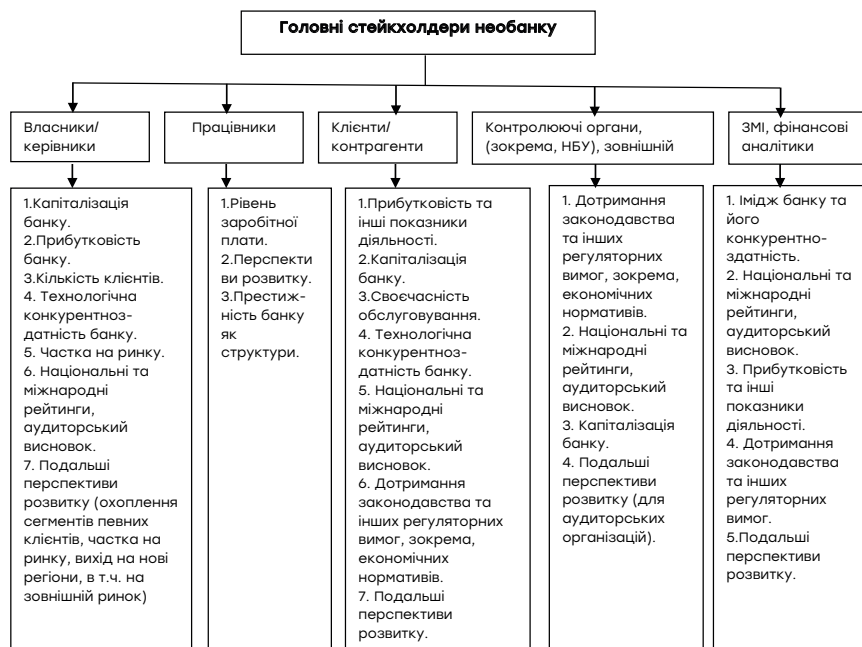 Головні стейкхолдери необанку
Власники/
керівники
Працівники
Клієнти/
контрагенти
Контролюючі органи,
(зокрема, НБУ), зовнішній
ЗМІ, фінансові
аналітики
1.Капіталізація
банку.
2.Прибутковість
банку.
3.Кількість клієнтів.
4. Технологічна
конкурентноз-
датність банку.
5. Частка на ринку.
6. Національні та
міжнародні
рейтинги,
аудиторський
висновок.
7. Подальші
перспективи
розвитку (охоплення
сегментів певних
клієнтів, частка на
ринку, вихід на нові
регіони, в т.ч. на
зовнішній ринок)
1.Рівень
заробітної
плати.
2.Перспекти
ви розвитку.
3.Престиж-
ність банку
як
структури.
1.Прибутковість та
інші показники
діяльності.
2.Капіталізація
банку.
3.Своєчасність
обслуговування.
4. Технологічна
конкурентноз-
датність банку.
5. Національні та
міжнародні
рейтинги,
аудиторський
висновок.
6. Дотримання
законодавства та
інших регуляторних
вимог, зокрема,
економічних
нормативів.
7. Подальші
перспективи
розвитку.
1. Дотримання
законодавства
та інших
регуляторних
вимог, зокрема,
економічних
нормативів.
2. Національні та
міжнародні
рейтинги,
аудиторський
висновок.
3. Капіталізація
банку.
4. Подальші
перспективи
розвитку (для
аудиторських
організацій).
1. Імідж банку та
його
конкурентно-
здатність.
2. Національні та
міжнародні
рейтинги,
аудиторський
висновок.
3. Прибутковість
та інші
показники
діяльності.
4. Дотримання
законодавства
та інших
регуляторних
вимог.
5.Подальші
перспективи
розвитку.